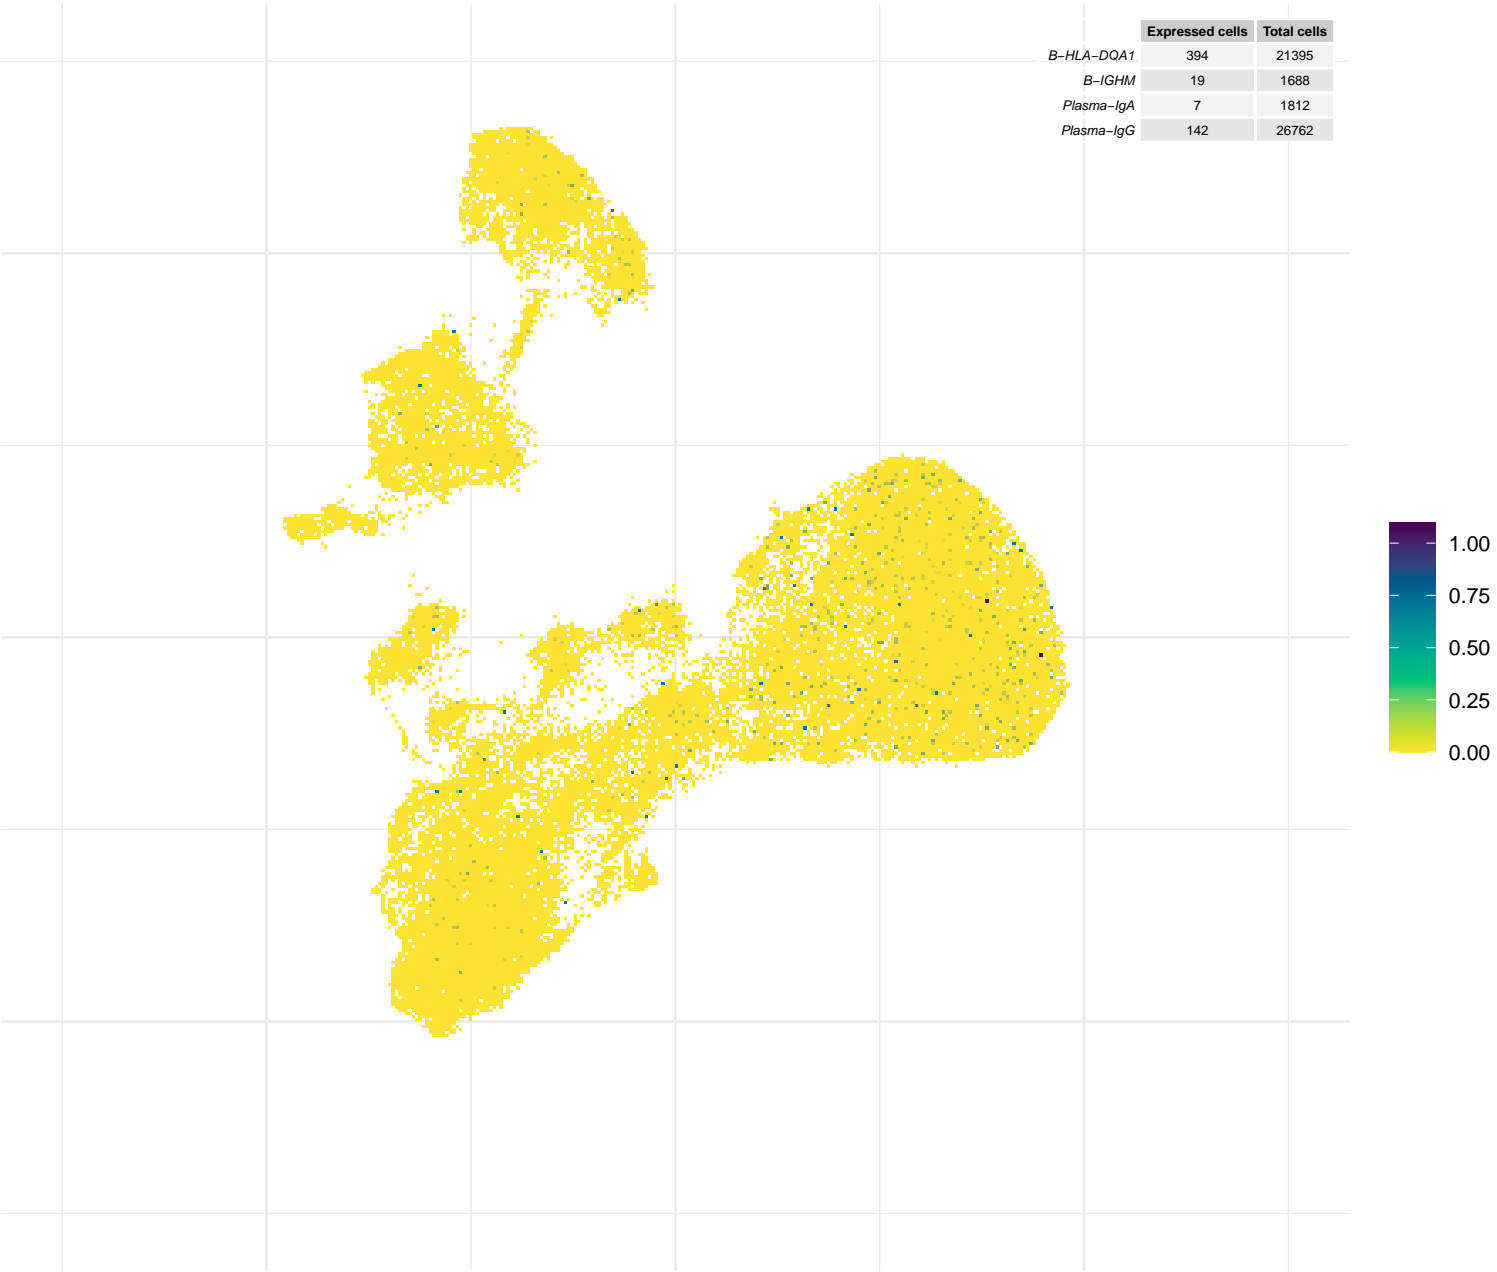 Expressed cells Total cells
B−HLA−DQA1 394 21395
B−IGHM 19 1688
Plasma−IgA 7 1812
Plasma−IgG 142 26762
1.00
0.75
0.50
0.25
0.00